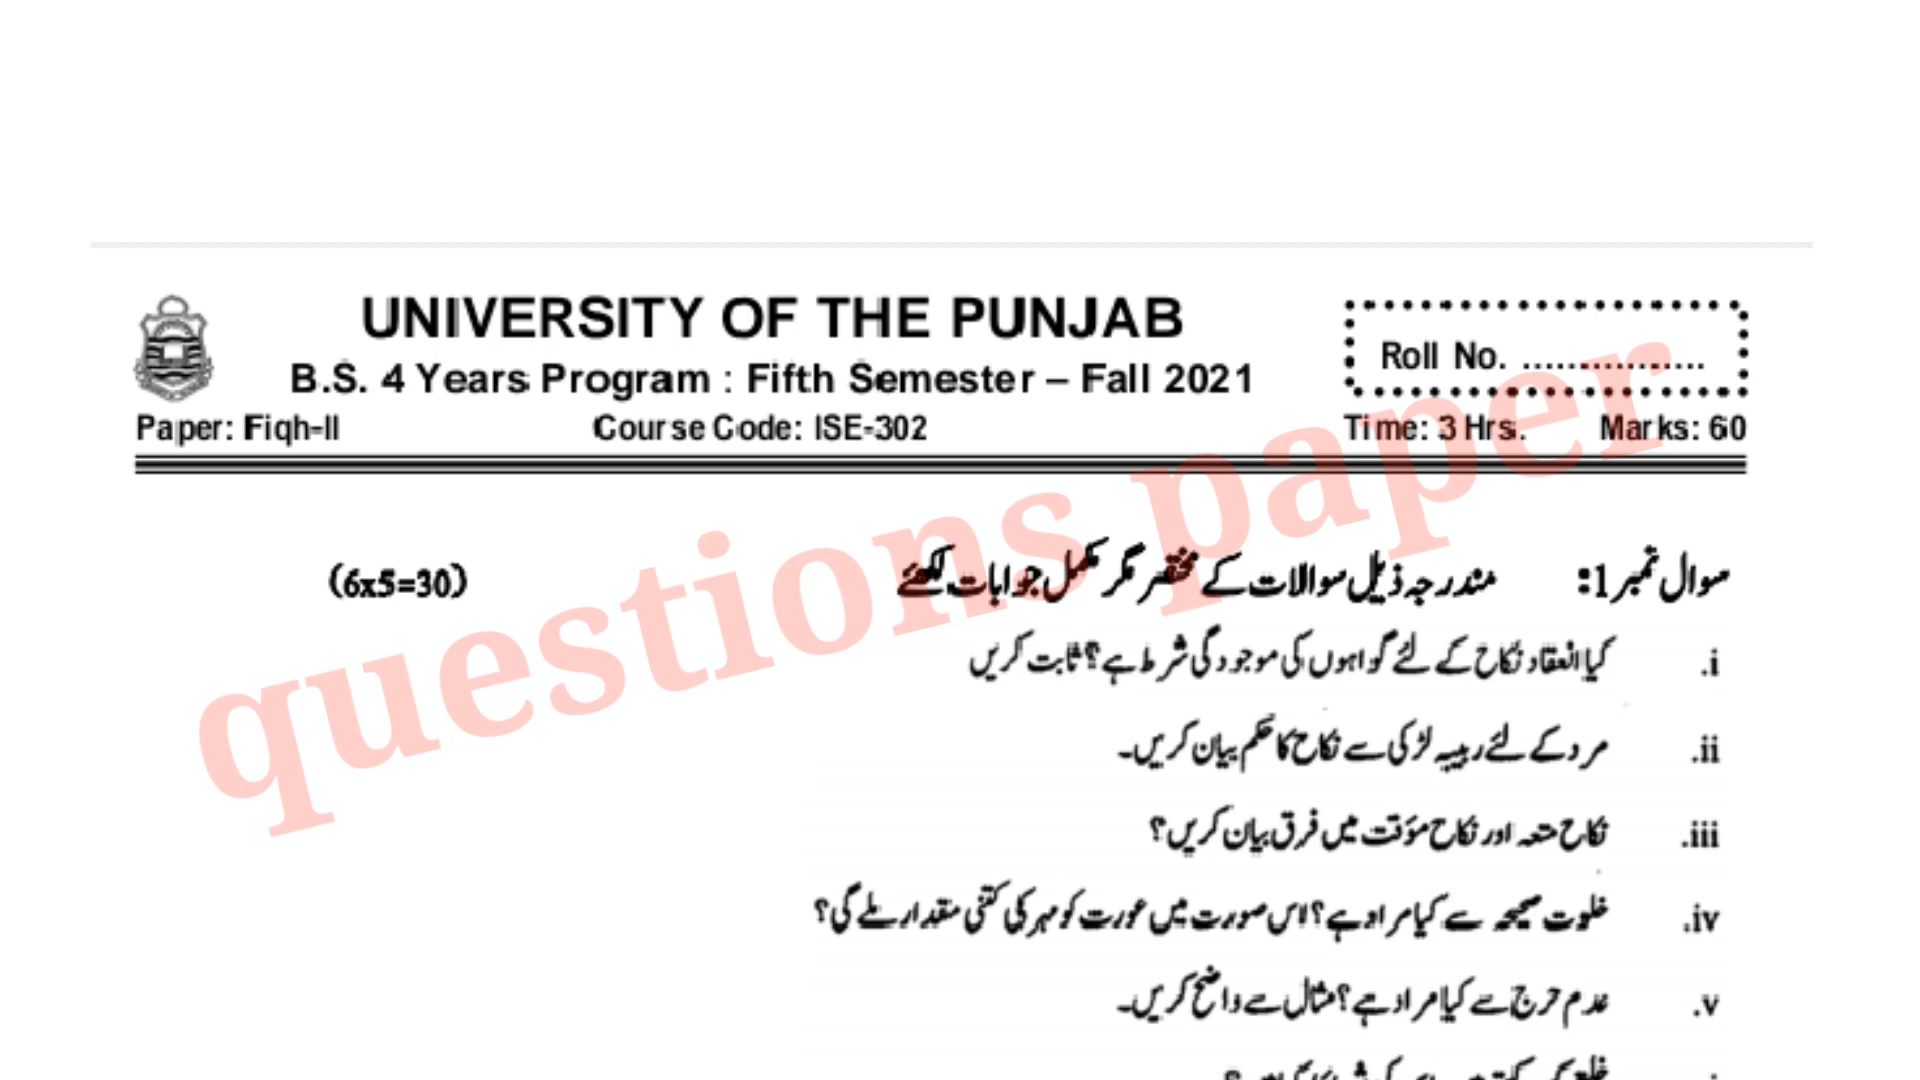 UNIVERSITY OF THE PUNJAB
B.S. 4 Years Program : Fifth Semester – Fall 2021
Roll No. .................
Paper: Fiqh-II Course Code: ISE-302 Time: 3 Hrs. Marks: 60
سوال نمبر 1: مندرجہ ذیل سوالات کے مختصر مگر مکمل جوابات لکھئے (6x5=30)
i. کیا انعقاد نکاح کے لئے گواہوں کی موجودگی شرط ہے؟ ثابت کریں
ii. مرد کے لئے ربیبہ لڑکی سے نکاح کا حکم بیان کریں۔
iii. نکاح متعہ اور نکاح مؤقت میں فرق بیان کریں؟
iv. خلوت صحیحہ سے کیا مراد ہے؟ اس صورت میں عورت کو مہر کی کتنی مقدار ملے گی؟
v. عدم حرج سے کیا مراد ہے؟ مثال سے واضح کریں۔
questions paper